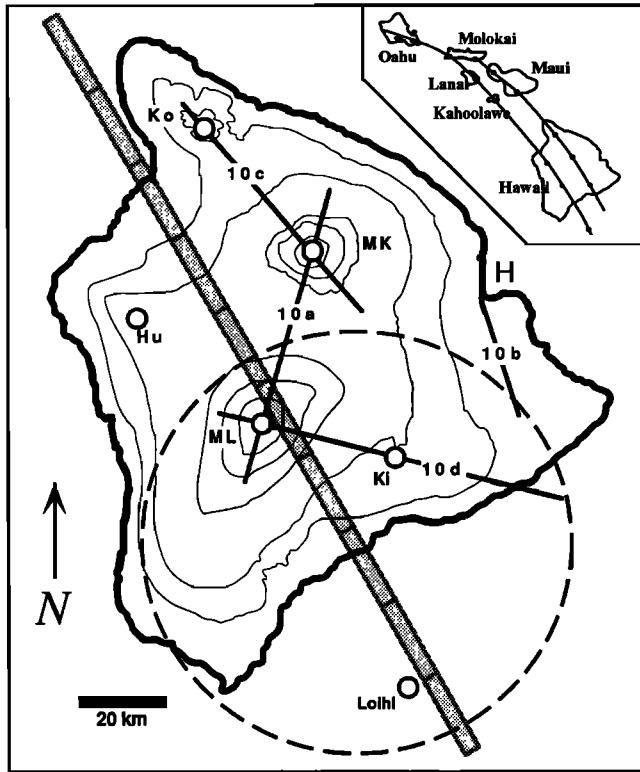 Oahu
Molokai
Maui
Lanai
Kahoolawe
Hawaii
Ko
10c
MK
H
10a
Hu
10b
ML
Ki
10d
N
Loihi
20 km